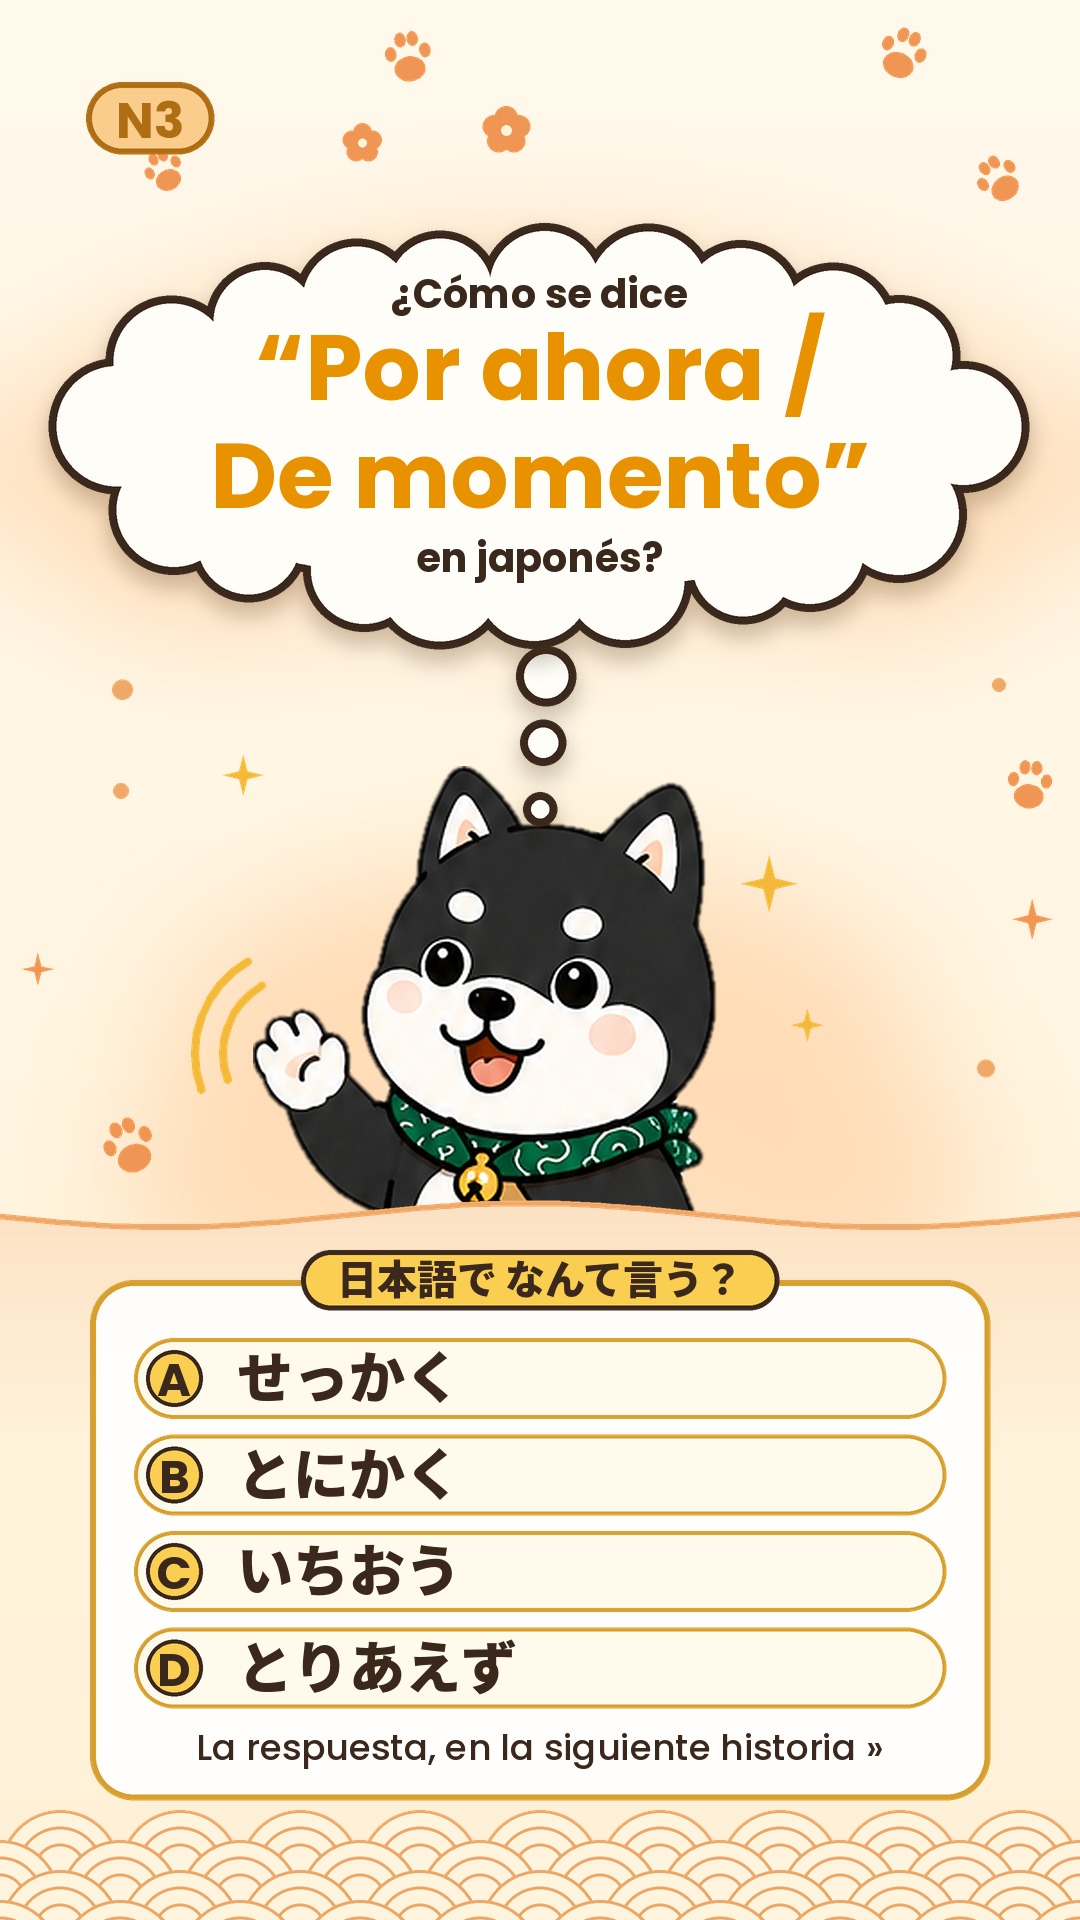 N3
¿Cómo se dice
“Por ahora /
De momento”
en japonés?
日本語で なんて言う？
A せっかく
B とにかく
C いちおう
D とりあえず
La respuesta, en la siguiente historia »